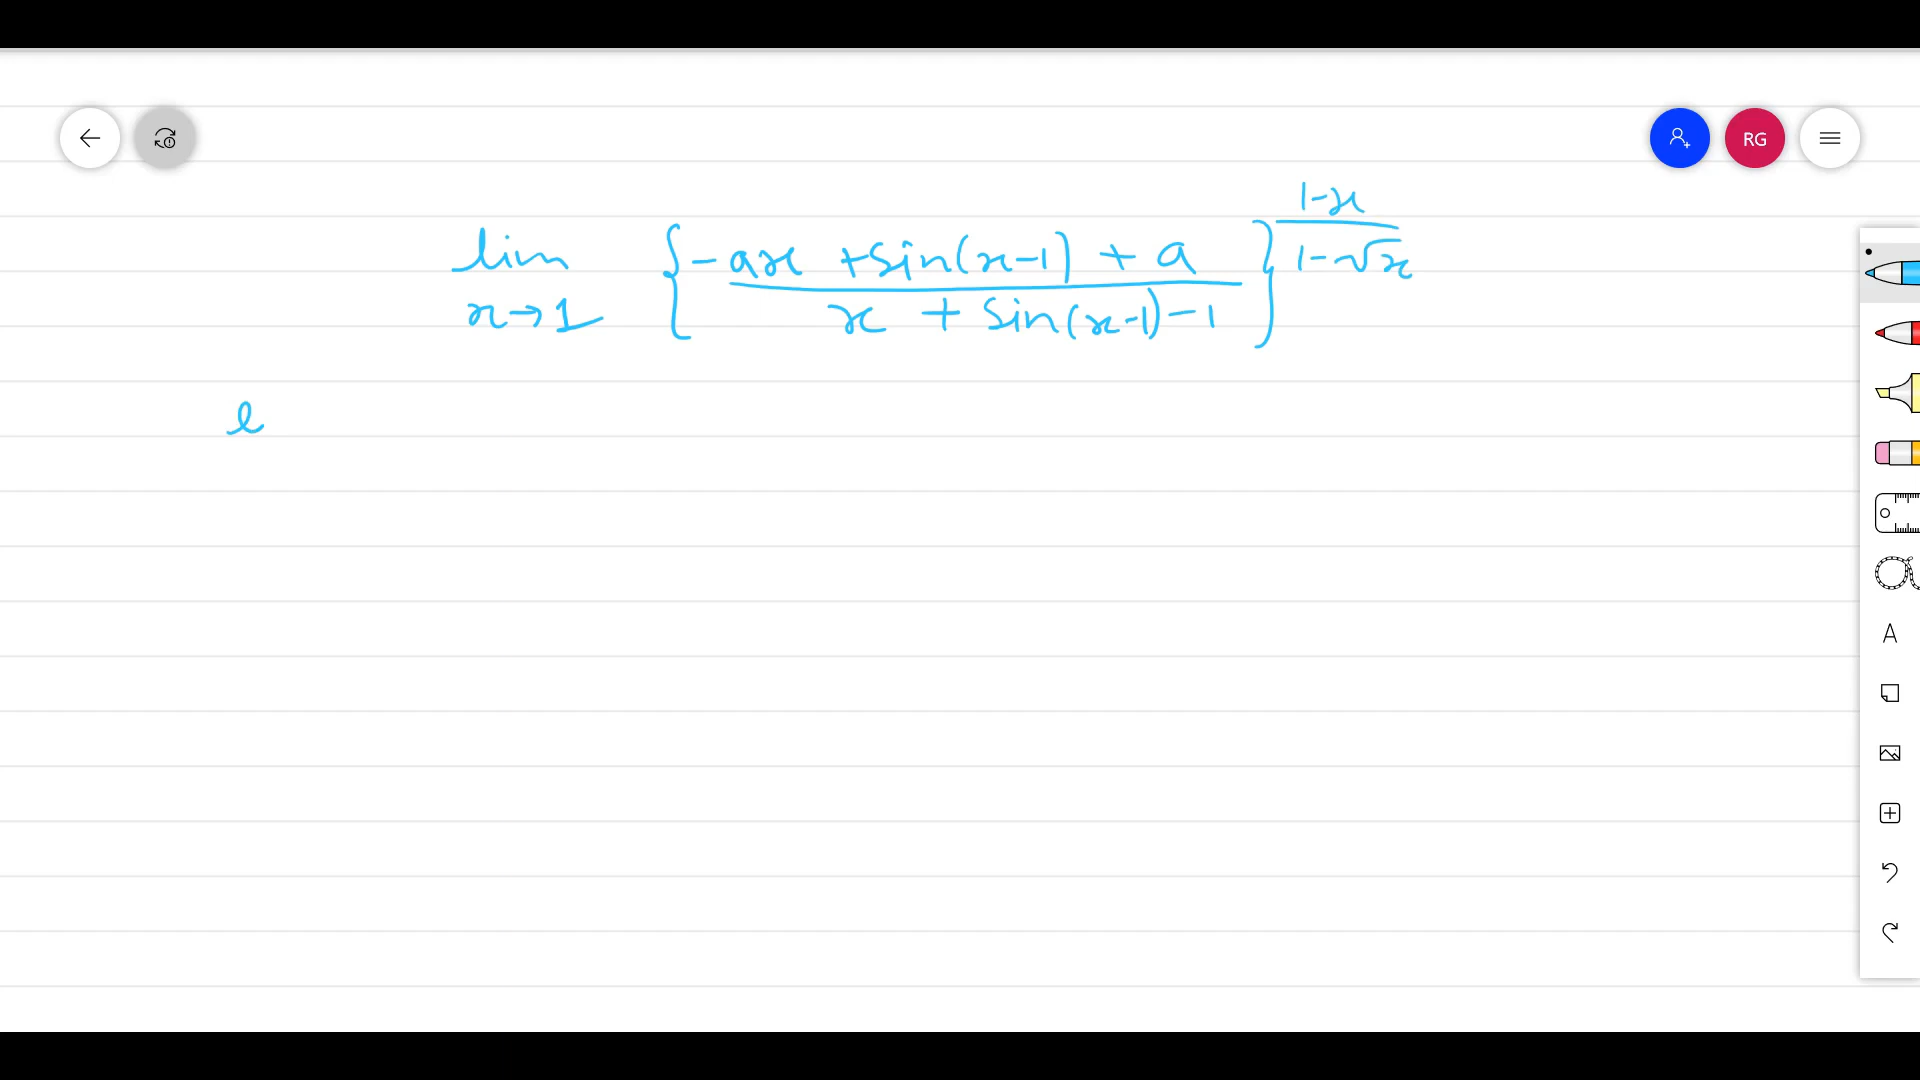 RG
lim x→1 { (-ax + sin(x-1) + a) / (x + sin(x-1) - 1) }^((1-x)/(1-√x))
e
A